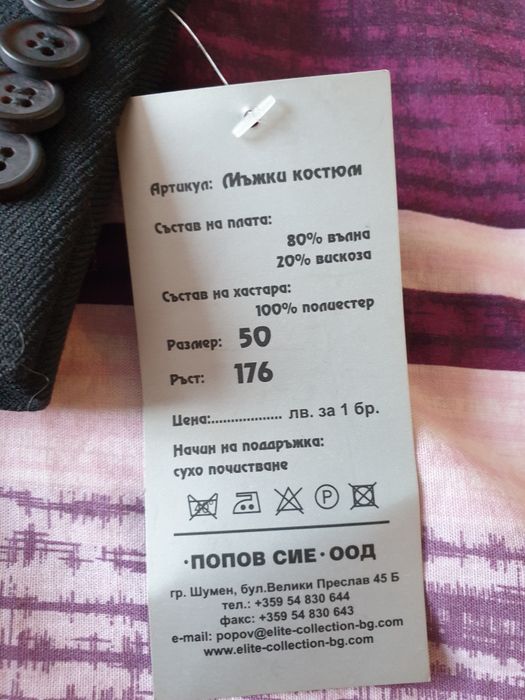 Артикул: Мъжки костюм
Състав на плата:
80% вълна
20% вискоза
Състав на хастара:
100% полиестер
Размер: 50
Ръст: 176
Цена:.................. лв. за 1 бр.
Начин на поддръжка:
сухо почистване
40 P
·ПОПОВ СИЕ·ООД
гр. Шумен, бул.Велики Преслав 45 Б
тел.: +359 54 830 644
факс: +359 54 830 643
e-mail: popov@elite-collection-bg.com
www.elite-collection-bg.com